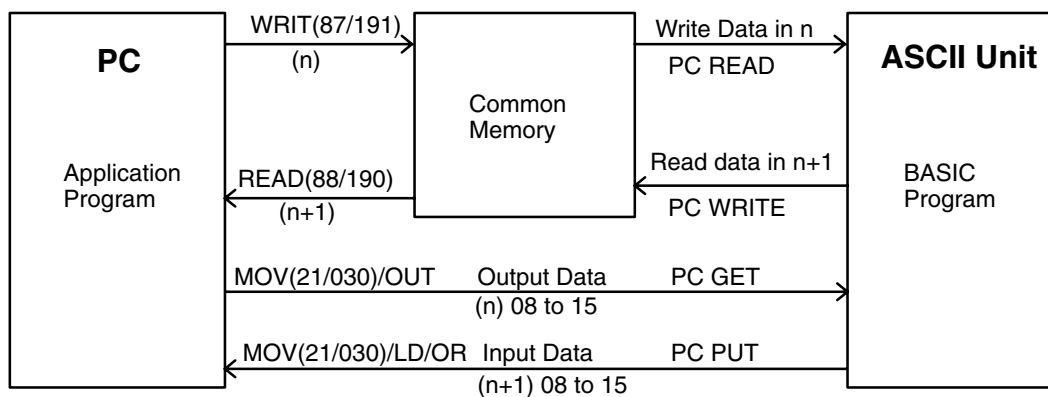 PC
WRIT(87/191)
(n)
Common
Memory
Write Data in n
PC READ
ASCII Unit
Application
Program
READ(88/190)
(n+1)
Read data in n+1
PC WRITE
BASIC
Program
MOV(21/030)/OUT Output Data PC GET
(n) 08 to 15
MOV(21/030)/LD/OR Input Data PC PUT
(n+1) 08 to 15